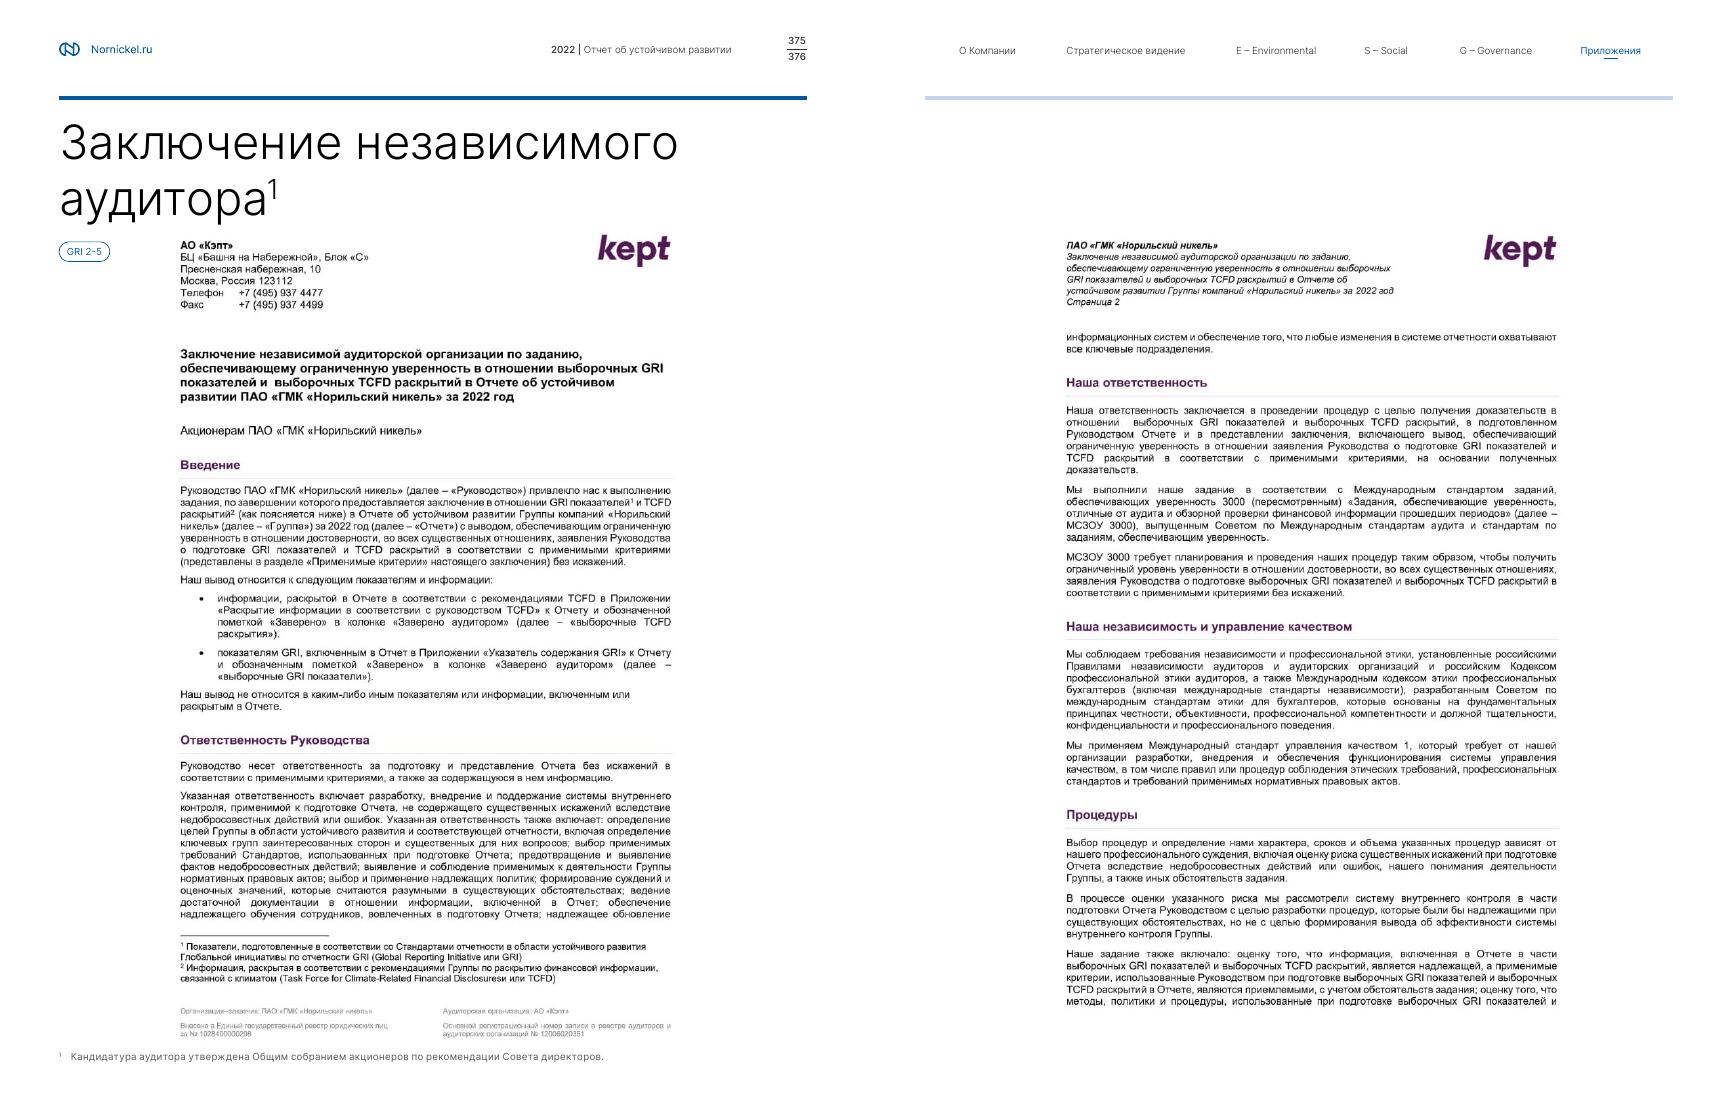 Nornickel.ru
2022 | Отчет об устойчивом развитии
375
376
О Компании
Стратегическое видение
E – Environmental
S – Social
G – Governance
Приложения
Заключение независимого
аудитора¹
GRI 2-5
АО «Кэпт»
БЦ «Башня на Набережной», Блок «С»
Пресненская набережная, 10
Москва, Россия 123112
Телефон +7 (495) 937 4477
Факс +7 (495) 937 4499
kept
Заключение независимой аудиторской организации по заданию,
обеспечивающему ограниченную уверенность в отношении выборочных GRI
показателей и выборочных TCFD раскрытий в Отчете об устойчивом
развитии ПАО «ГМК «Норильский никель» за 2022 год
Акционерам ПАО «ГМК «Норильский никель»
Введение
Руководство ПАО «ГМК «Норильский никель» (далее – «Руководство») привлекло нас к выполнению
задания, по завершении которого предоставляется заключение в отношении GRI показателей¹ и TCFD
раскрытий² (как поясняется ниже) в Отчете об устойчивом развитии Группы компаний «Норильский
никель» (далее – «Группа») за 2022 год (далее – «Отчет») с выводом, обеспечивающим ограниченную
уверенность в отношении достоверности, во всех существенных отношениях, заявления Руководства
о подготовке GRI показателей и TCFD раскрытий в соответствии с применимыми критериями
(представлены в разделе «Применимые критерии» настоящего заключения) без искажений.
Наш вывод относится к следующим показателям и информации:
• информации, раскрытой в Отчете в соответствии с рекомендациями TCFD в Приложении
«Раскрытие информации в соответствии с руководством TCFD» к Отчету и обозначенной
пометкой «Заверено» в колонке «Заверено аудитором» (далее – «выборочные TCFD
раскрытия»).
• показателям GRI, включенным в Отчет в Приложении «Указатель содержания GRI» к Отчету
и обозначенным пометкой «Заверено» в колонке «Заверено аудитором» (далее –
«выборочные GRI показатели»).
Наш вывод не относится к каким-либо иным показателям или информации, включенным или
раскрытым в Отчете.
Ответственность Руководства
Руководство несет ответственность за подготовку и представление Отчета без искажений в
соответствии с применимыми критериями, а также за содержащуюся в нем информацию.
Указанная ответственность включает разработку, внедрение и поддержание системы внутреннего
контроля, применимой к подготовке Отчета, не содержащего существенных искажений вследствие
недобросовестных действий или ошибок. Указанная ответственность также включает: определение
целей Группы в области устойчивого развития и соответствующей отчетности, включая определение
ключевых групп заинтересованных сторон и существенных для них вопросов; выбор применимых
требований Стандартов, использованных при подготовке Отчета; предотвращение и выявление
фактов недобросовестных действий; выявление и соблюдение применимых к деятельности Группы
нормативных правовых актов; выбор и применение надлежащих политик; формирование суждений и
оценочных значений, которые считаются разумными в существующих обстоятельствах; ведение
достаточной документации в отношении информации, включенной в Отчет; обеспечение
надлежащего обучения сотрудников, вовлеченных в подготовку Отчета; надлежащее обновление
¹ Показатели, подготовленные в соответствии со Стандартами отчетности в области устойчивого развития
Глобальной инициативы по отчетности GRI (Global Reporting Initiative или GRI)
² Информация, раскрытая в соответствии с рекомендациями Группы по раскрытию финансовой информации,
связанной с климатом (Task Force for Climate-Related Financial Disclosuresи или TCFD)
Организация–заказчик: ПАО «ГМК «Норильский никель»
Внесено в Единый государственный реестр юридических лиц
за № 1028400000298
Аудиторская организация: АО «Кэпт»
Основной регистрационный номер записи в реестре аудиторов и
аудиторских организаций № 12006020351
¹ Кандидатура аудитора утверждена Общим собранием акционеров по рекомендации Совета директоров.
ПАО «ГМК «Норильский никель»
Заключение независимой аудиторской организации по заданию,
обеспечивающему ограниченную уверенность в отношении выборочных
GRI показателей и выборочных TCFD раскрытий в Отчете об
устойчивом развитии Группы компаний «Норильский никель» за 2022 год
Страница 2
kept
информационных систем и обеспечение того, что любые изменения в системе отчетности охватывают
все ключевые подразделения.
Наша ответственность
Наша ответственность заключается в проведении процедур с целью получения доказательств в
отношении выборочных GRI показателей и выборочных TCFD раскрытий, в подготовленном
Руководством Отчете и в представлении заключения, включающего вывод, обеспечивающий
ограниченную уверенность в отношении заявления Руководства о подготовке GRI показателей и
TCFD раскрытий в соответствии с применимыми критериями, на основании полученных
доказательств.
Мы выполнили наше задание в соответствии с Международным стандартом заданий,
обеспечивающих уверенность 3000 (пересмотренным) «Задания, обеспечивающие уверенность,
отличные от аудита и обзорной проверки финансовой информации прошедших периодов» (далее –
МСЗОУ 3000), выпущенным Советом по Международным стандартам аудита и стандартам по
заданиям, обеспечивающим уверенность.
МСЗОУ 3000 требует планирования и проведения наших процедур таким образом, чтобы получить
ограниченный уровень уверенности в отношении достоверности, во всех существенных отношениях,
заявления Руководства о подготовке выборочных GRI показателей и выборочных TCFD раскрытий в
соответствии с применимыми критериями без искажений.
Наша независимость и управление качеством
Мы соблюдаем требования независимости и профессиональной этики, установленные российскими
Правилами независимости аудиторов и аудиторских организаций и российским Кодексом
профессиональной этики аудиторов, а также Международным кодексом этики профессиональных
бухгалтеров (включая международные стандарты независимости), разработанным Советом по
международным стандартам этики для бухгалтеров, которые основаны на фундаментальных
принципах честности, объективности, профессиональной компетентности и должной тщательности,
конфиденциальности и профессионального поведения.
Мы применяем Международный стандарт управления качеством 1, который требует от нашей
организации разработки, внедрения и обеспечения функционирования системы управления
качеством, в том числе правил или процедур соблюдения этических требований, профессиональных
стандартов и требований применимых нормативных правовых актов.
Процедуры
Выбор процедур и определение нами характера, сроков и объема указанных процедур зависят от
нашего профессионального суждения, включая оценку риска существенных искажений при подготовке
Отчета вследствие недобросовестных действий или ошибок, нашего понимания деятельности
Группы, а также иных обстоятельств задания.
В процессе оценки указанного риска мы рассмотрели систему внутреннего контроля в части
подготовки Отчета Руководством с целью разработки процедур, которые были бы надлежащими при
существующих обстоятельствах, но не с целью формирования вывода об эффективности системы
внутреннего контроля Группы.
Наше задание также включало: оценку того, что информация, включенная в Отчете в части
выборочных GRI показателей и выборочных TCFD раскрытий, является надлежащей, а применимые
критерии, использованные Руководством при подготовке выборочных GRI показателей и выборочных
TCFD раскрытий в Отчете, являются приемлемыми, с учетом обстоятельств задания; оценку того, что
методы, политики и процедуры, использованные при подготовке выборочных GRI показателей и